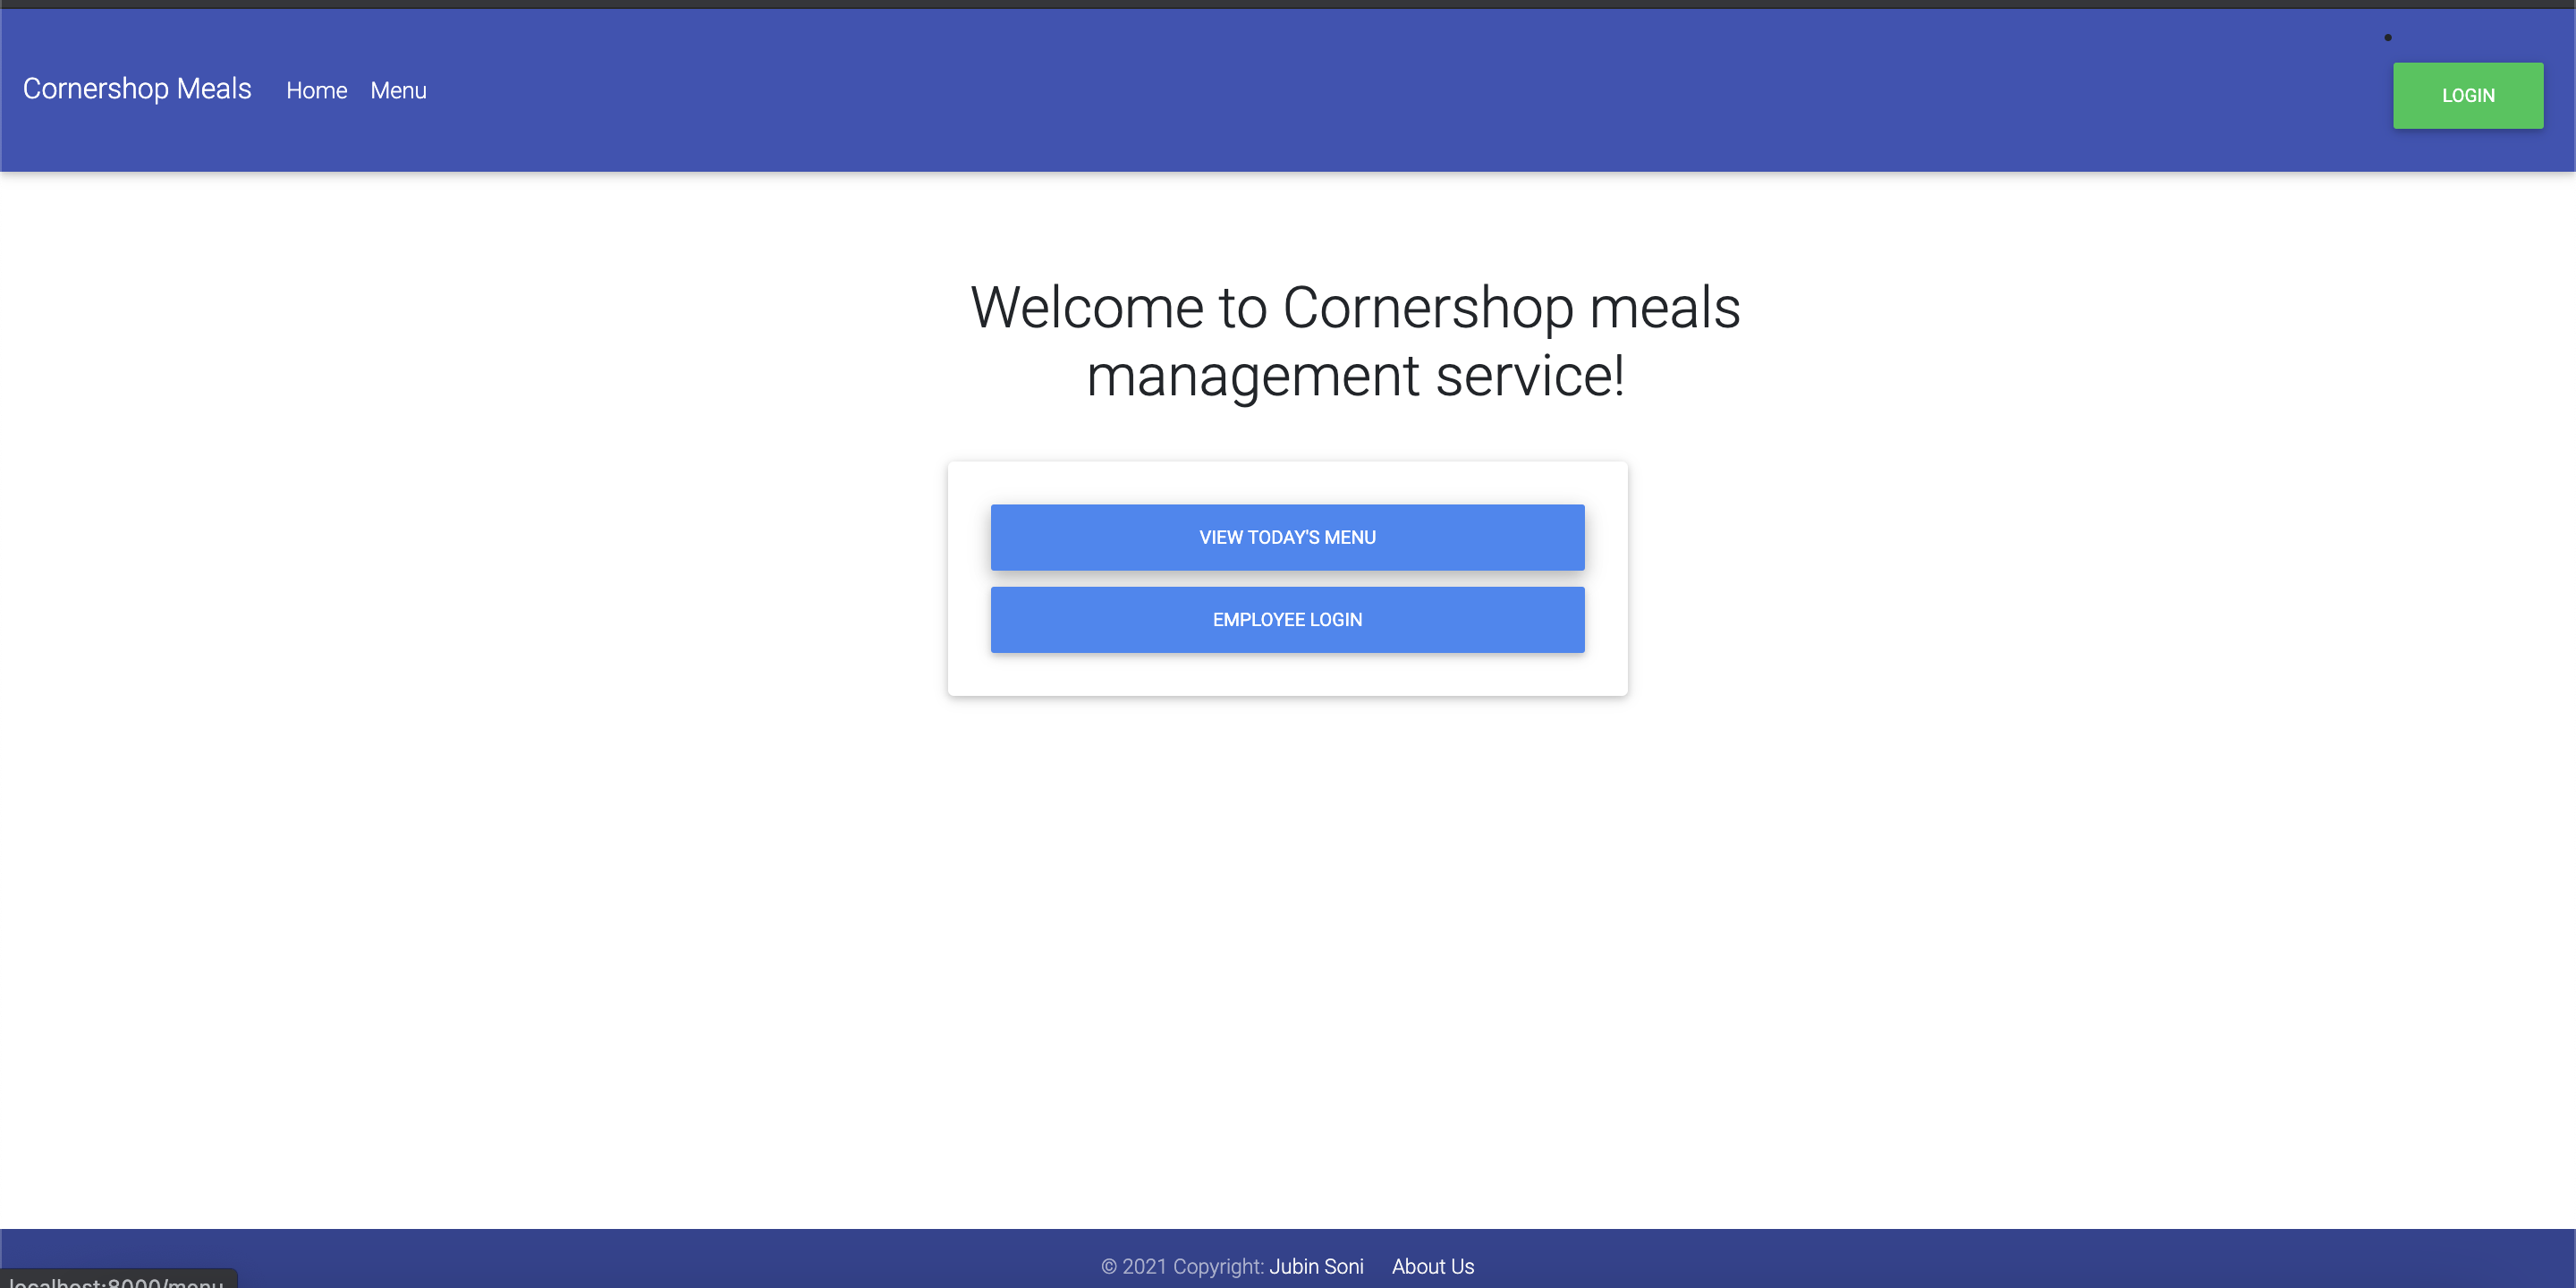 Cornershop Meals Home Menu
LOGIN
Welcome to Cornershop meals
management service!
VIEW TODAY'S MENU
EMPLOYEE LOGIN
© 2021 Copyright: Jubin Soni About Us
localhost:8000/menu